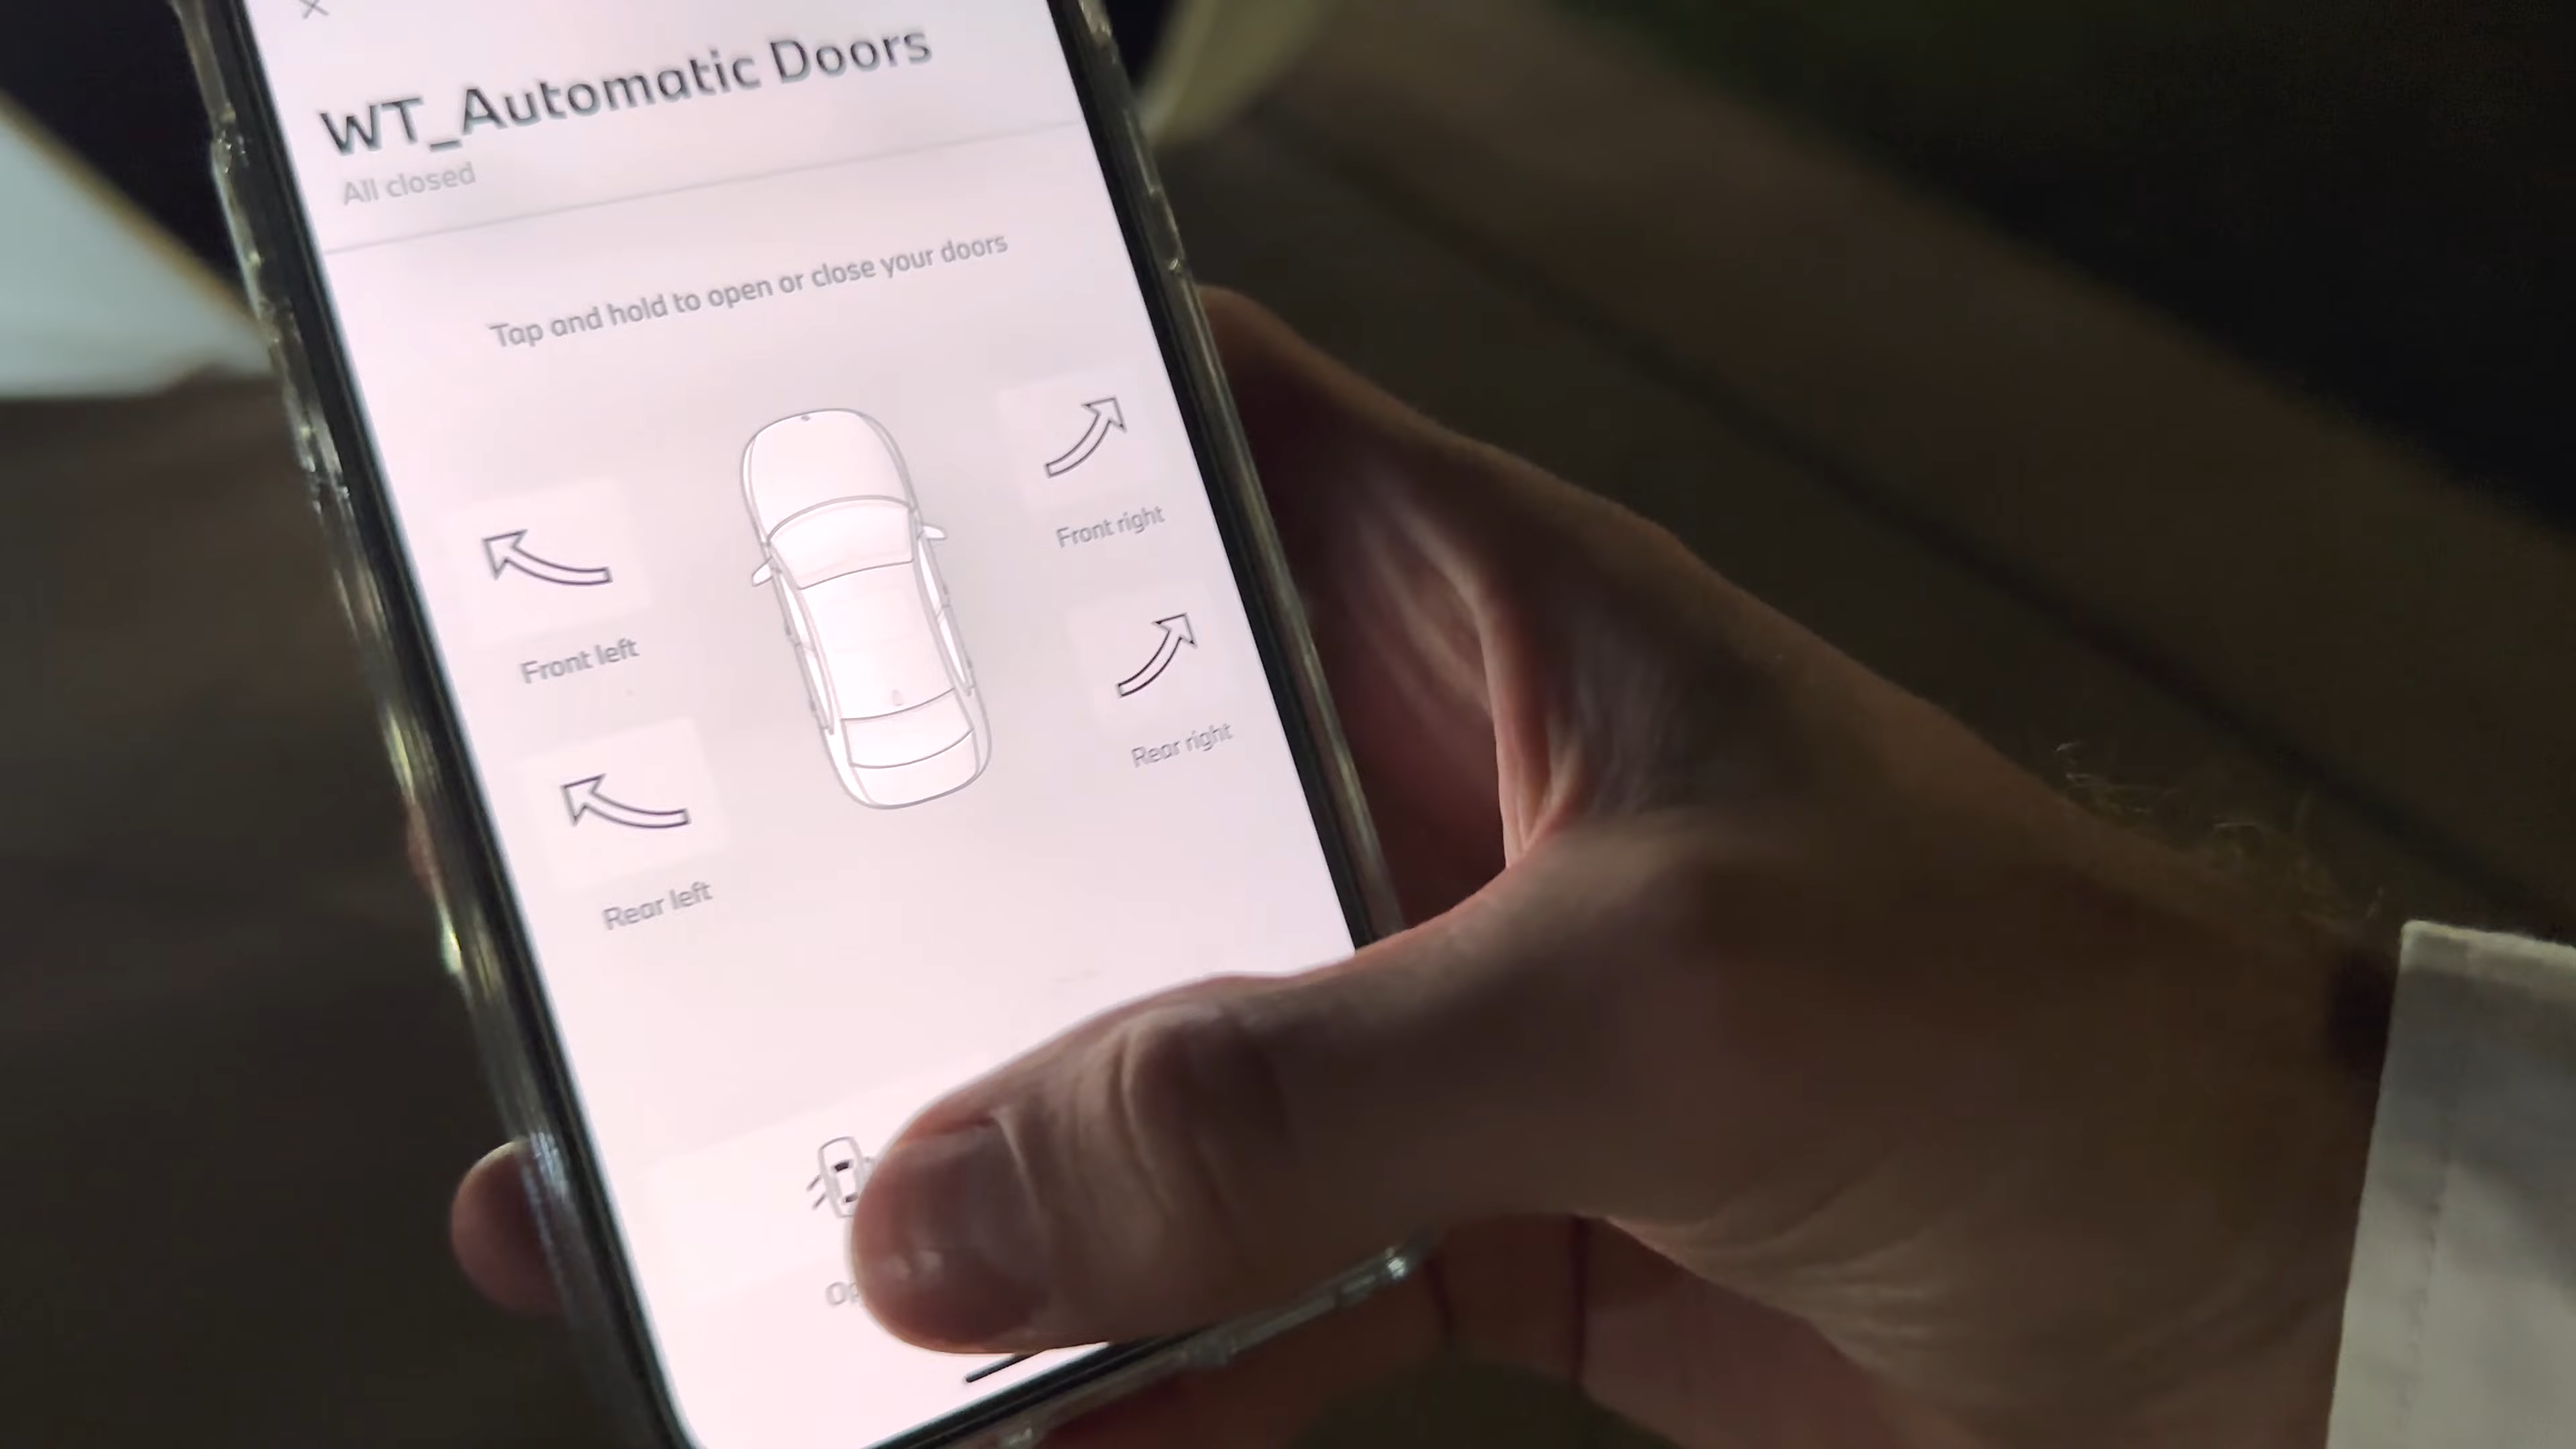 WT_Automatic Doors
All closed
Tap and hold to open or close your doors
Front left
Front right
Rear left
Rear right